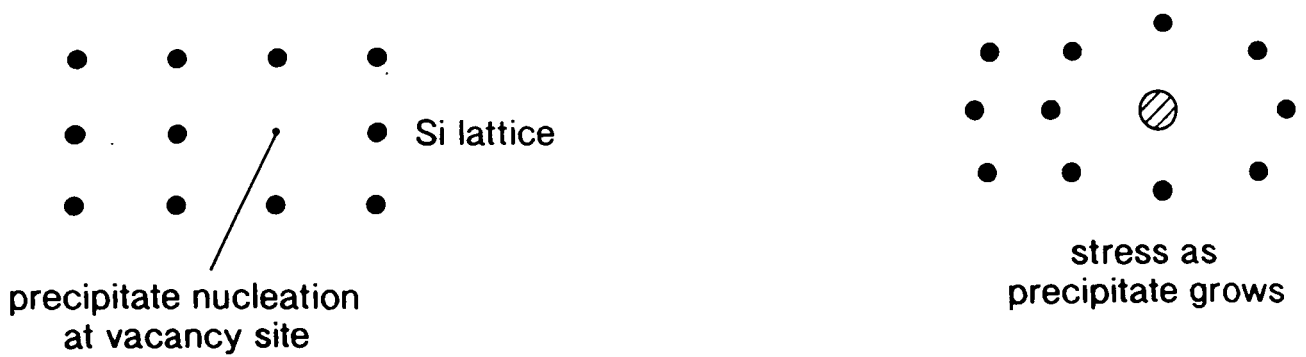 Si lattice
precipitate nucleation
at vacancy site
stress as
precipitate grows